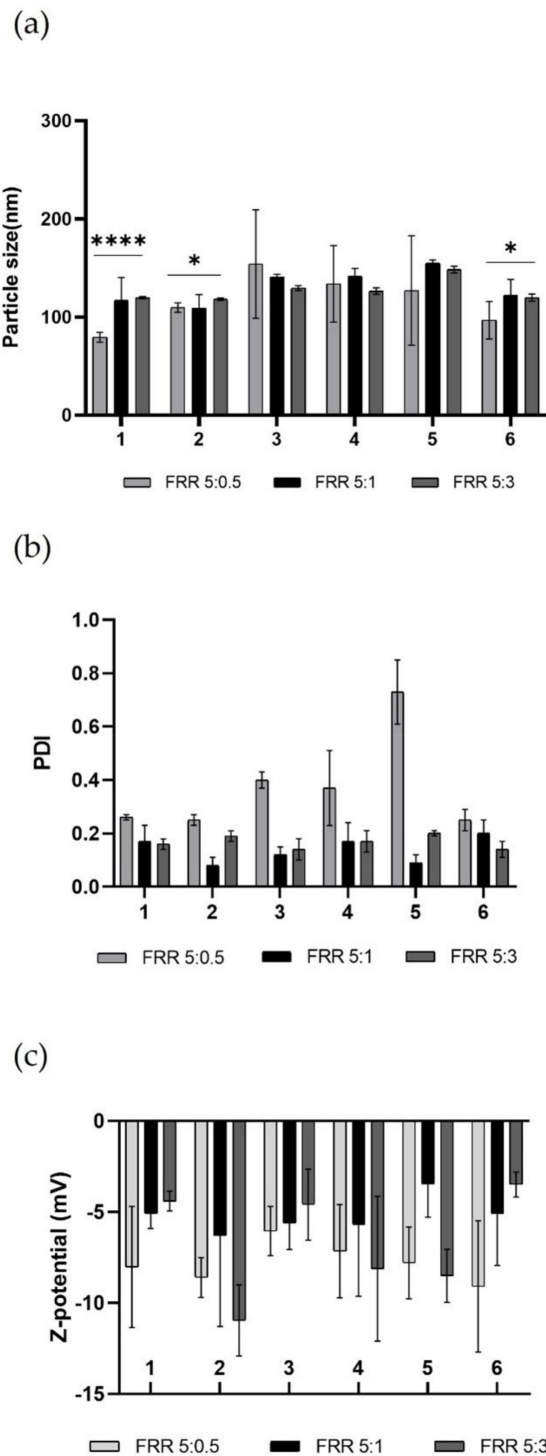 (a)
Particle size(nm)
300
200
100
0
**** * *
1 2 3 4 5 6
FRR 5:0.5 FRR 5:1 FRR 5:3
(b)
PDI
1.0
0.8
0.6
0.4
0.2
0.0
1 2 3 4 5 6
FRR 5:0.5 FRR 5:1 FRR 5:3
(c)
Z-potential (mV)
0
-5
-10
-15
1 2 3 4 5 6
FRR 5:0.5 FRR 5:1 FRR 5:3